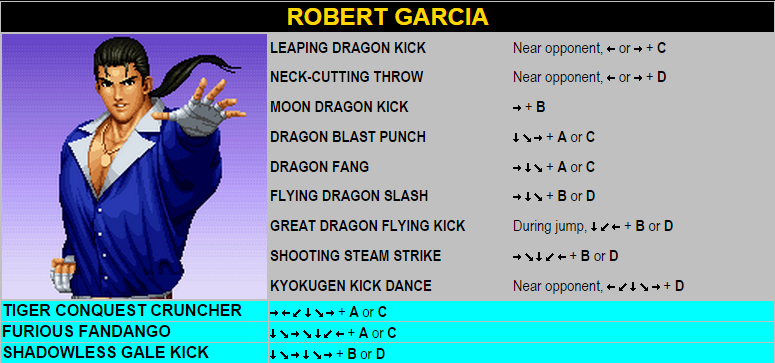 ROBERT GARCIA
LEAPING DRAGON KICK Near opponent, ← or → + C
NECK-CUTTING THROW Near opponent, ← or → + D
MOON DRAGON KICK → + B
DRAGON BLAST PUNCH ↓ ↘ → + A or C
DRAGON FANG → ↓ ↘ + A or C
FLYING DRAGON SLASH → ↓ ↘ + B or D
GREAT DRAGON FLYING KICK During jump, ↓ ↙ ← + B or D
SHOOTING STEAM STRIKE → ↘ ↓ ↙ ← + B or D
KYOKUGEN KICK DANCE Near opponent, ← ↙ ↓ ↘ → + D
TIGER CONQUEST CRUNCHER → ← ↙ ↓ ↘ → + A or C
FURIOUS FANDANGO ↓ ↘ → ↘ ↓ ↙ ← + A or C
SHADOWLESS GALE KICK ↓ ↘ → ↓ ↘ → + B or D